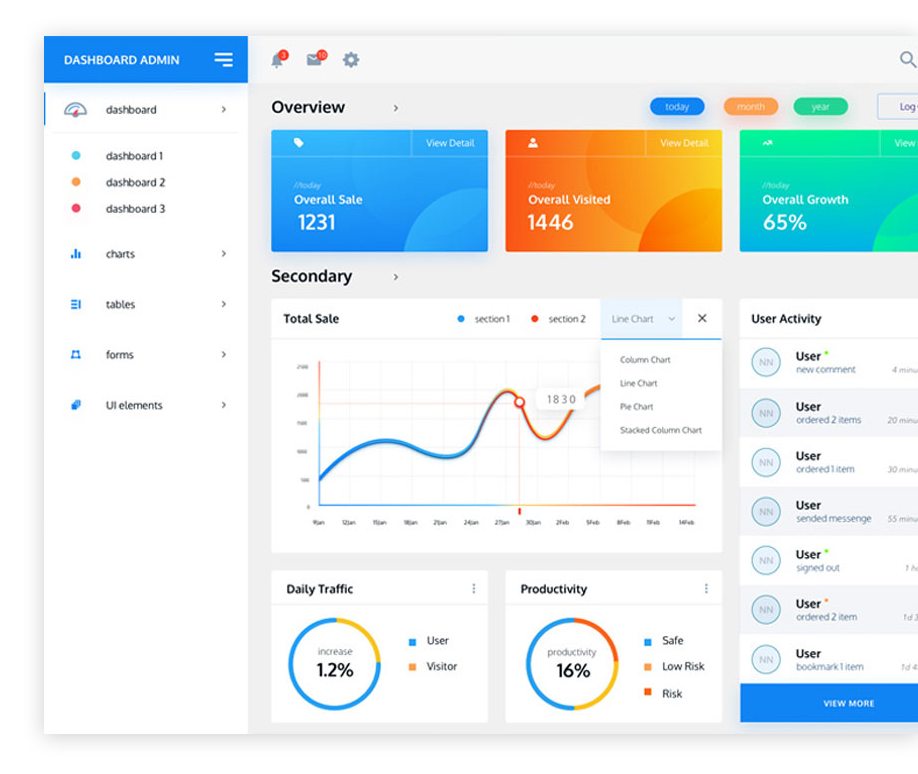 DASHBOARD ADMIN
3
10
dashboard
dashboard 1
dashboard 2
dashboard 3
charts
tables
forms
UI elements
Overview
today
month
year
Log
View Detail
//today
Overall Sale
1231
View Detail
//today
Overall Visited
1446
View
//today
Overall Growth
65%
Secondary
Total Sale
section 1
section 2
Line Chart
Column Chart
Line Chart
Pie Chart
Stacked Column Chart
1830
2500
2000
1500
1000
500
0
9Jan 12Jan 15Jan 18Jan 21Jan 24Jan 27Jan 30Jan 2Feb 5Feb 8Feb 11Feb 14Feb
User Activity
NN
User
new comment
4 minu
NN
User
ordered 2 items
20 minu
NN
User
ordered 1 item
30 minu
NN
User
sended messenge
55 minu
NN
User
signed out
1 ho
NN
User
ordered 2 item
1d 3
NN
User
bookmark 1 item
1d 4
VIEW MORE
Daily Traffic
increase
1.2%
User
Visitor
Productivity
productivity
16%
Safe
Low Risk
Risk